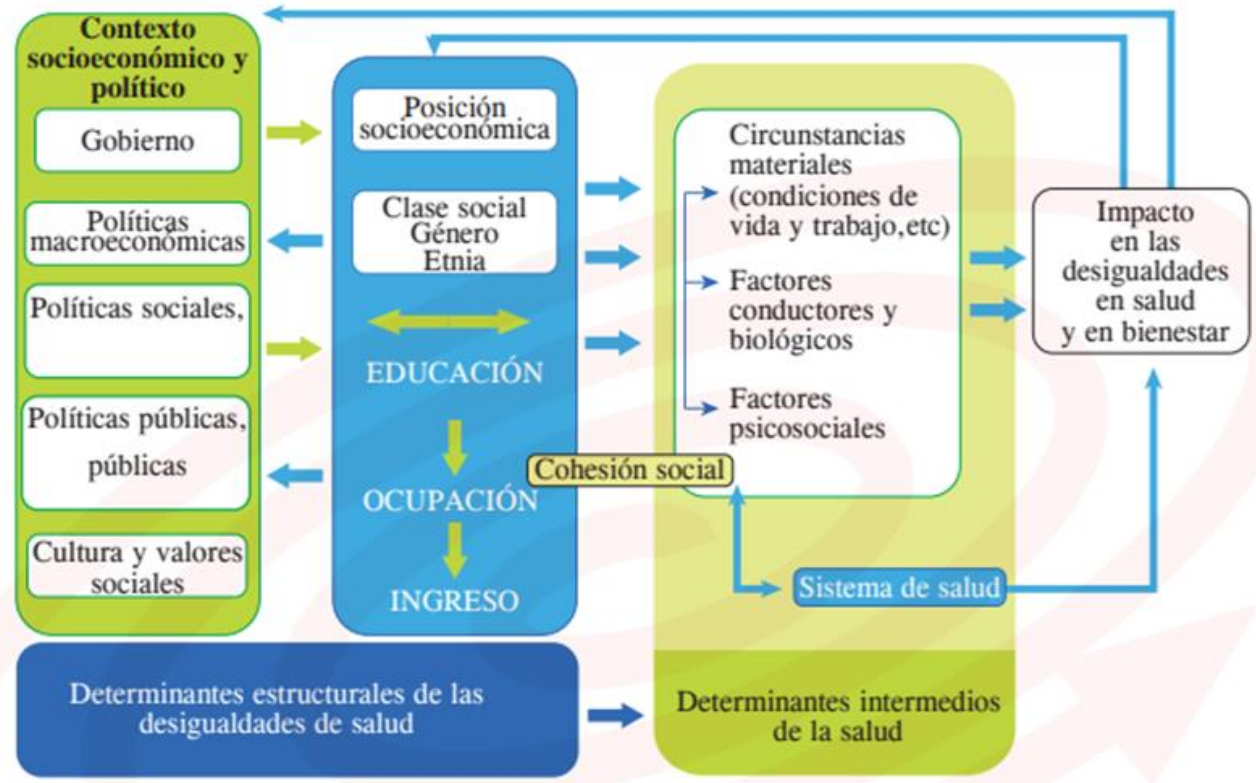 Contexto
socioeconómico y
político
Gobierno
Políticas
macroeconómicas
Políticas sociales,
Políticas públicas,
públicas
Cultura y valores
sociales
Posición
socioeconómica
Clase social
Género
Etnia
EDUCACIÓN
OCUPACIÓN
INGRESO
Cohesión social
Circunstancias
materiales
(condiciones de
vida y trabajo,etc)
Factores
conductores y
biológicos
Factores
psicosociales
Sistema de salud
Impacto
en las
desigualdades
en salud
y en bienestar
Determinantes estructurales de las
desigualdades de salud
Determinantes intermedios
de la salud